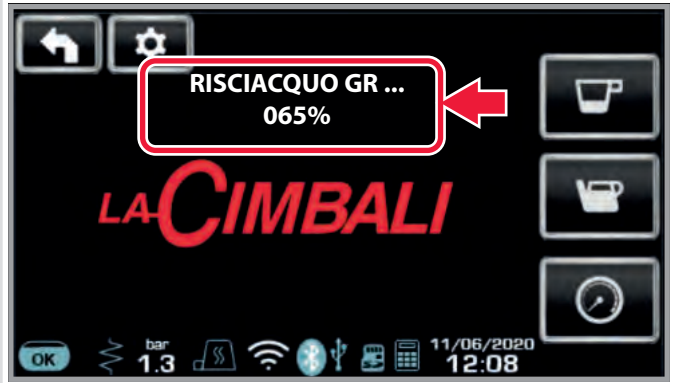 RISCIACQUO GR ...
065%
LA CIMBALI
OK
bar
1.3
11/06/2020
12:08